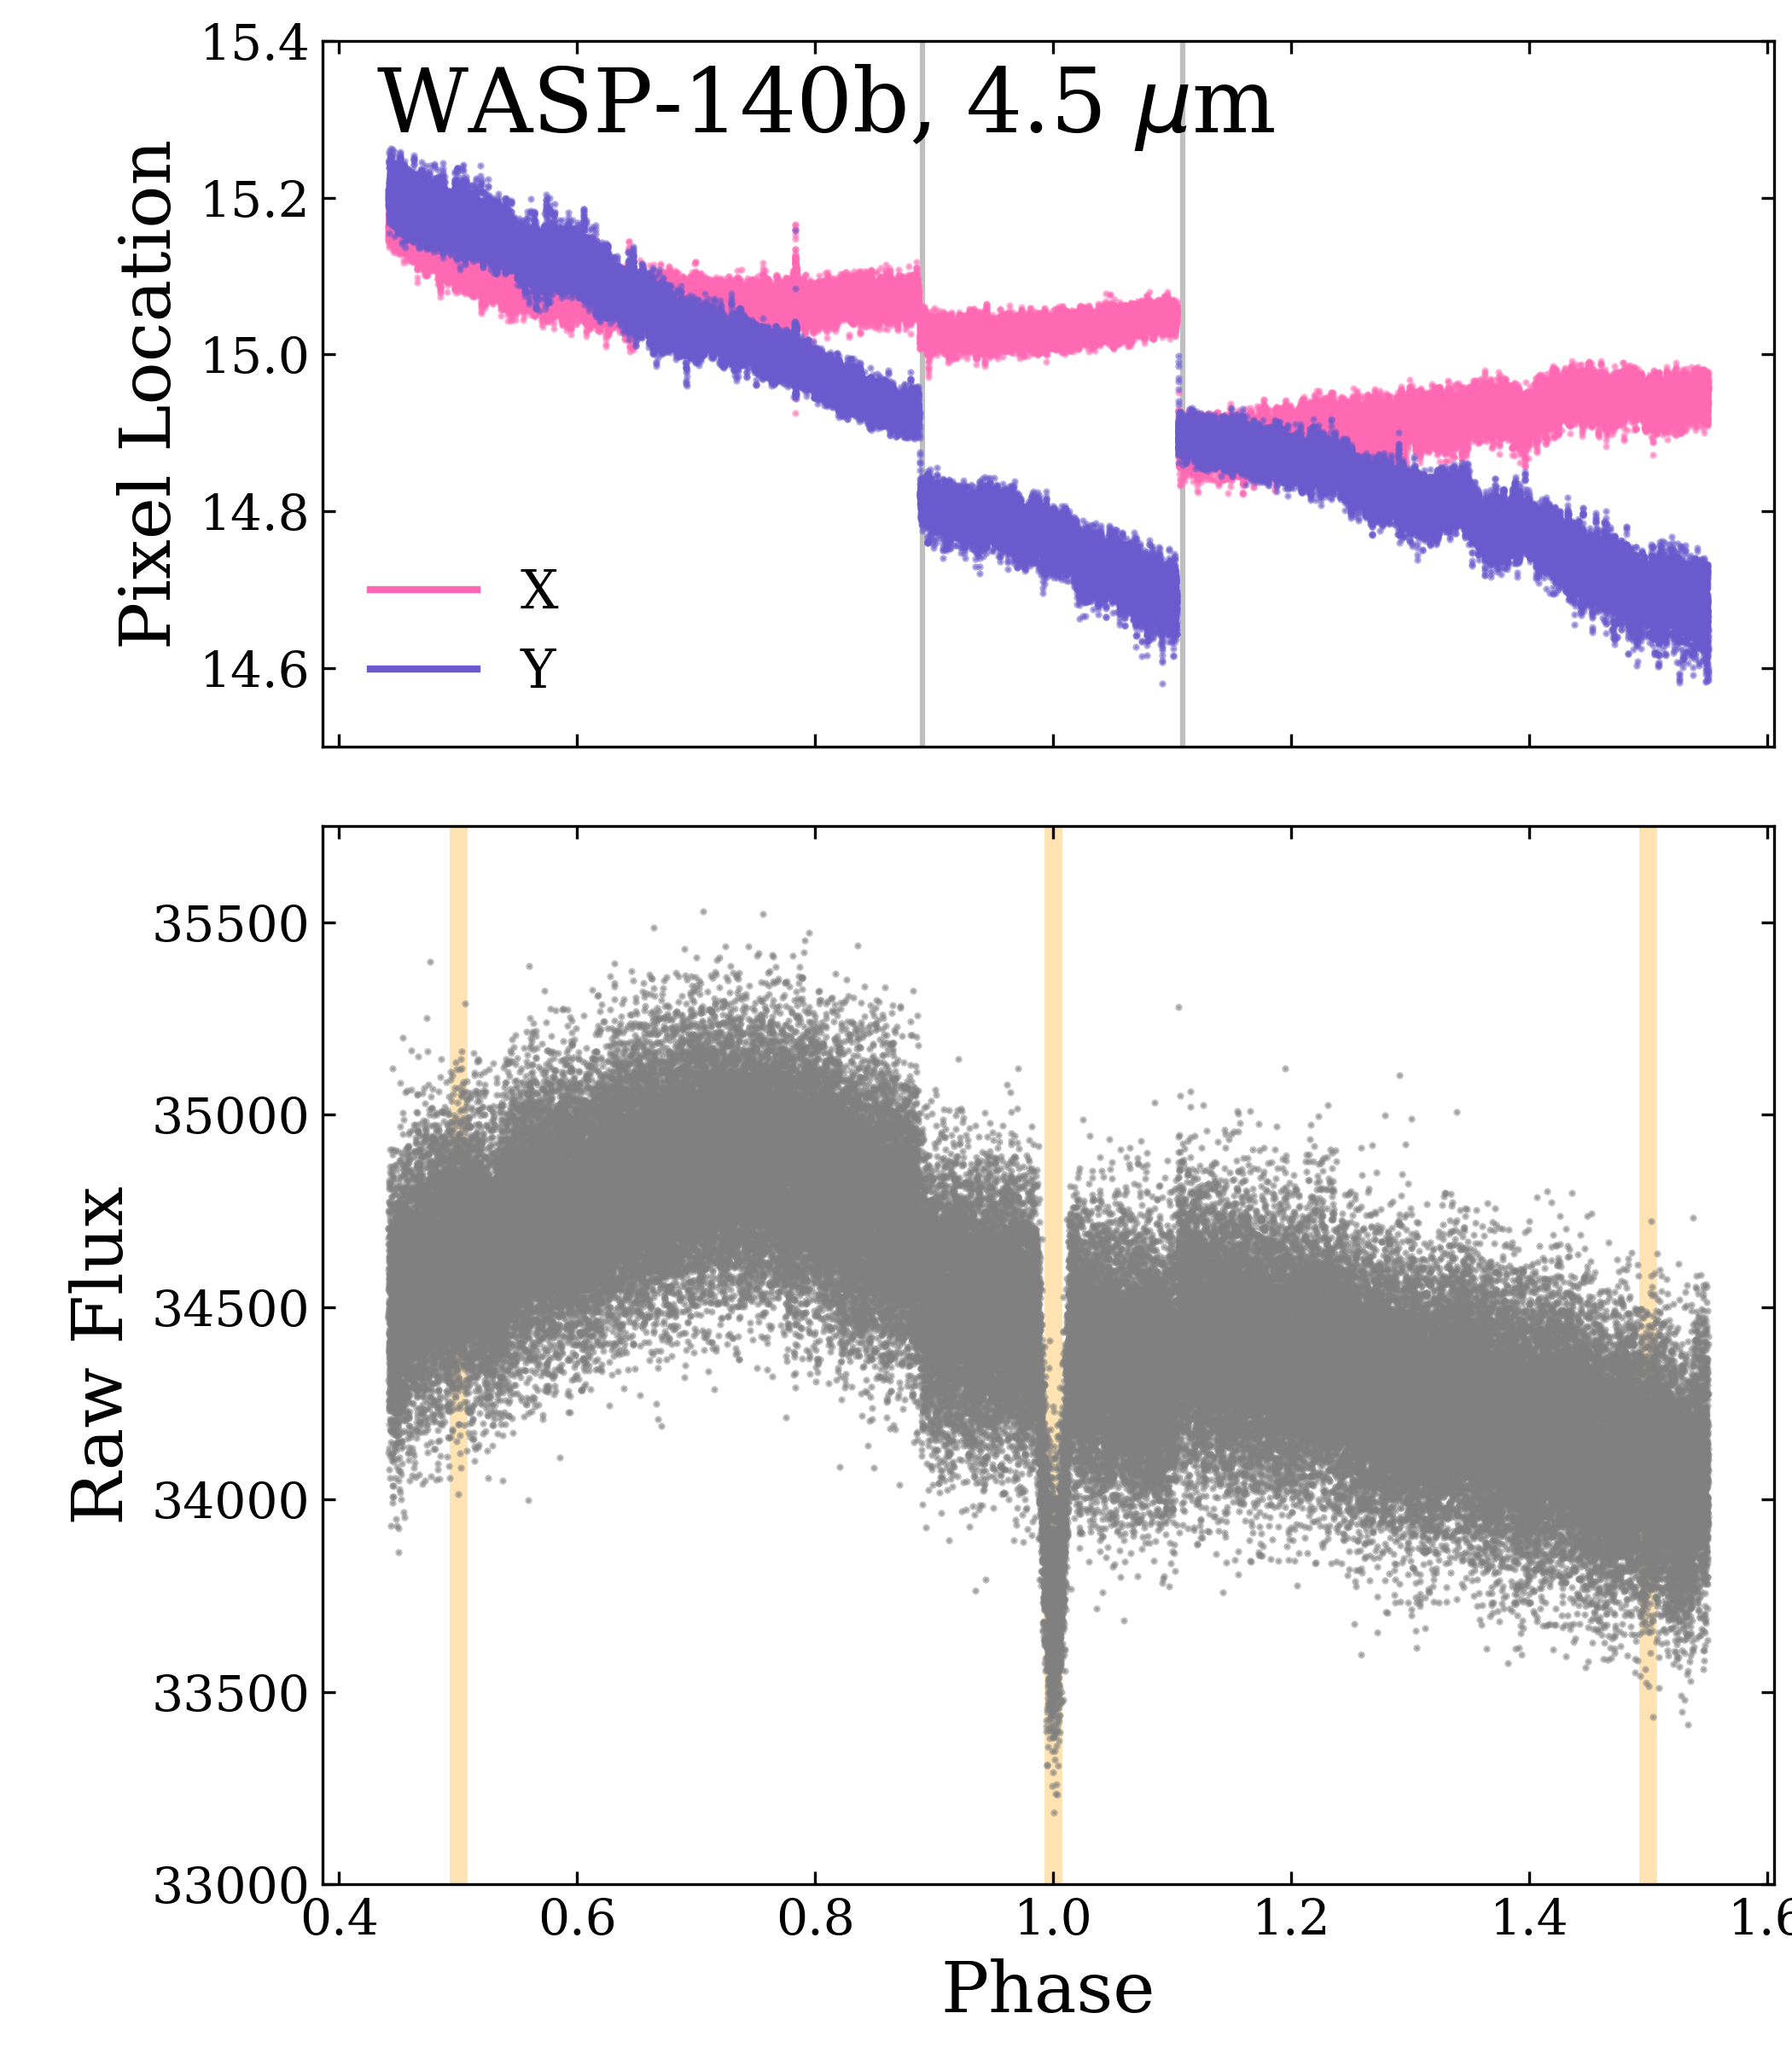 15.4
WASP-140b, 4.5 μm
15.2
15.0
14.8
14.6
Pixel Location
X
Y
35500
35000
34500
34000
33500
33000
Raw Flux
0.4 0.6 0.8 1.0 1.2 1.4 1.6
Phase